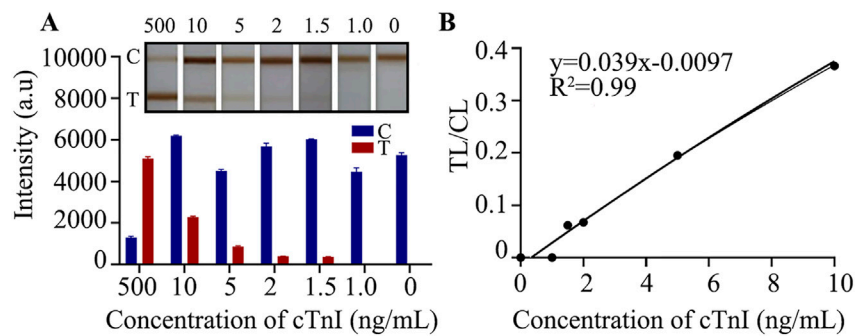 A
500 10 5 2 1.5 1.0 0
C
T
10000
8000
6000
4000
2000
0
C
T
Intensity (a.u)
500 10 5 2 1.5 1.0 0
Concentration of cTnI (ng/mL)
B
y=0.039x-0.0097
R²=0.99
0.4
0.3
0.2
0.1
0
TL/CL
0 2 4 6 8 10
Concentration of cTnI (ng/mL)